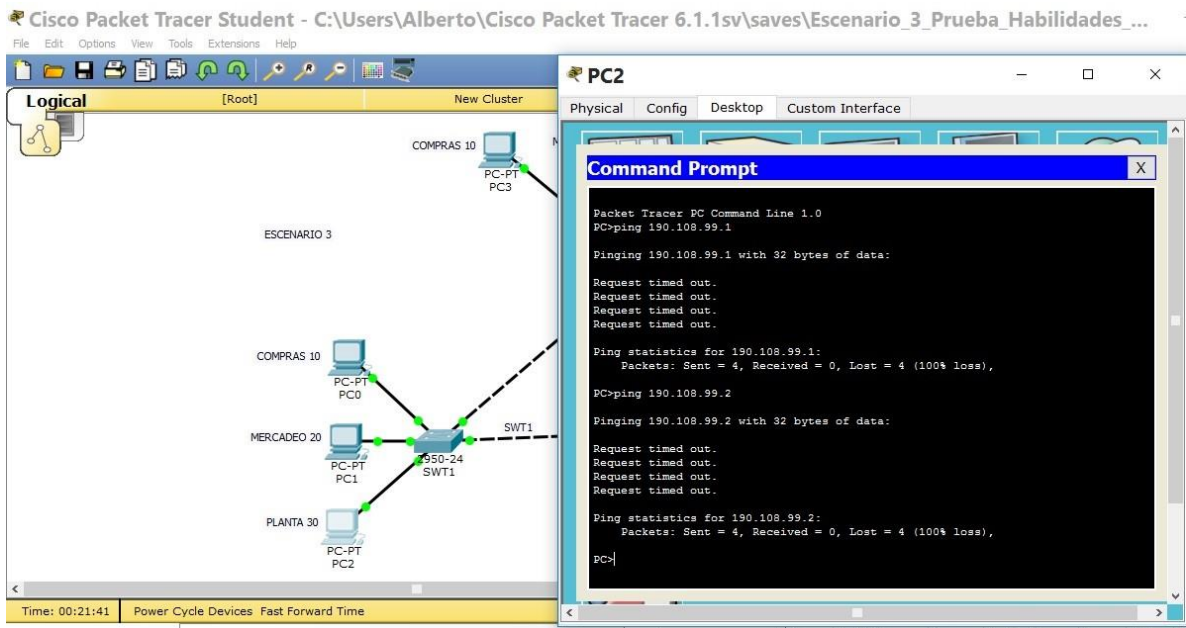 Cisco Packet Tracer Student - C:\Users\Alberto\Cisco Packet Tracer 6.1.1sv\saves\Escenario_3_Prueba_Habilidades_...
File Edit Options View Tools Extensions Help
Logical
[Root]
New Cluster
COMPRAS 10
M
PC-PT
PC3
ESCENARIO 3
COMPRAS 10
PC-PT
PC0
MERCADEO 20
PC-PT
PC1
2950-24
SWT1
SWT1
PLANTA 30
PC-PT
PC2
Time: 00:21:41 Power Cycle Devices Fast Forward Time
PC2
Physical Config Desktop Custom Interface
Command Prompt
X
Packet Tracer PC Command Line 1.0
PC>ping 190.108.99.1
Pinging 190.108.99.1 with 32 bytes of data:
Request timed out.
Request timed out.
Request timed out.
Request timed out.
Ping statistics for 190.108.99.1:
Packets: Sent = 4, Received = 0, Lost = 4 (100% loss),
PC>ping 190.108.99.2
Pinging 190.108.99.2 with 32 bytes of data:
Request timed out.
Request timed out.
Request timed out.
Request timed out.
Ping statistics for 190.108.99.2:
Packets: Sent = 4, Received = 0, Lost = 4 (100% loss),
PC>